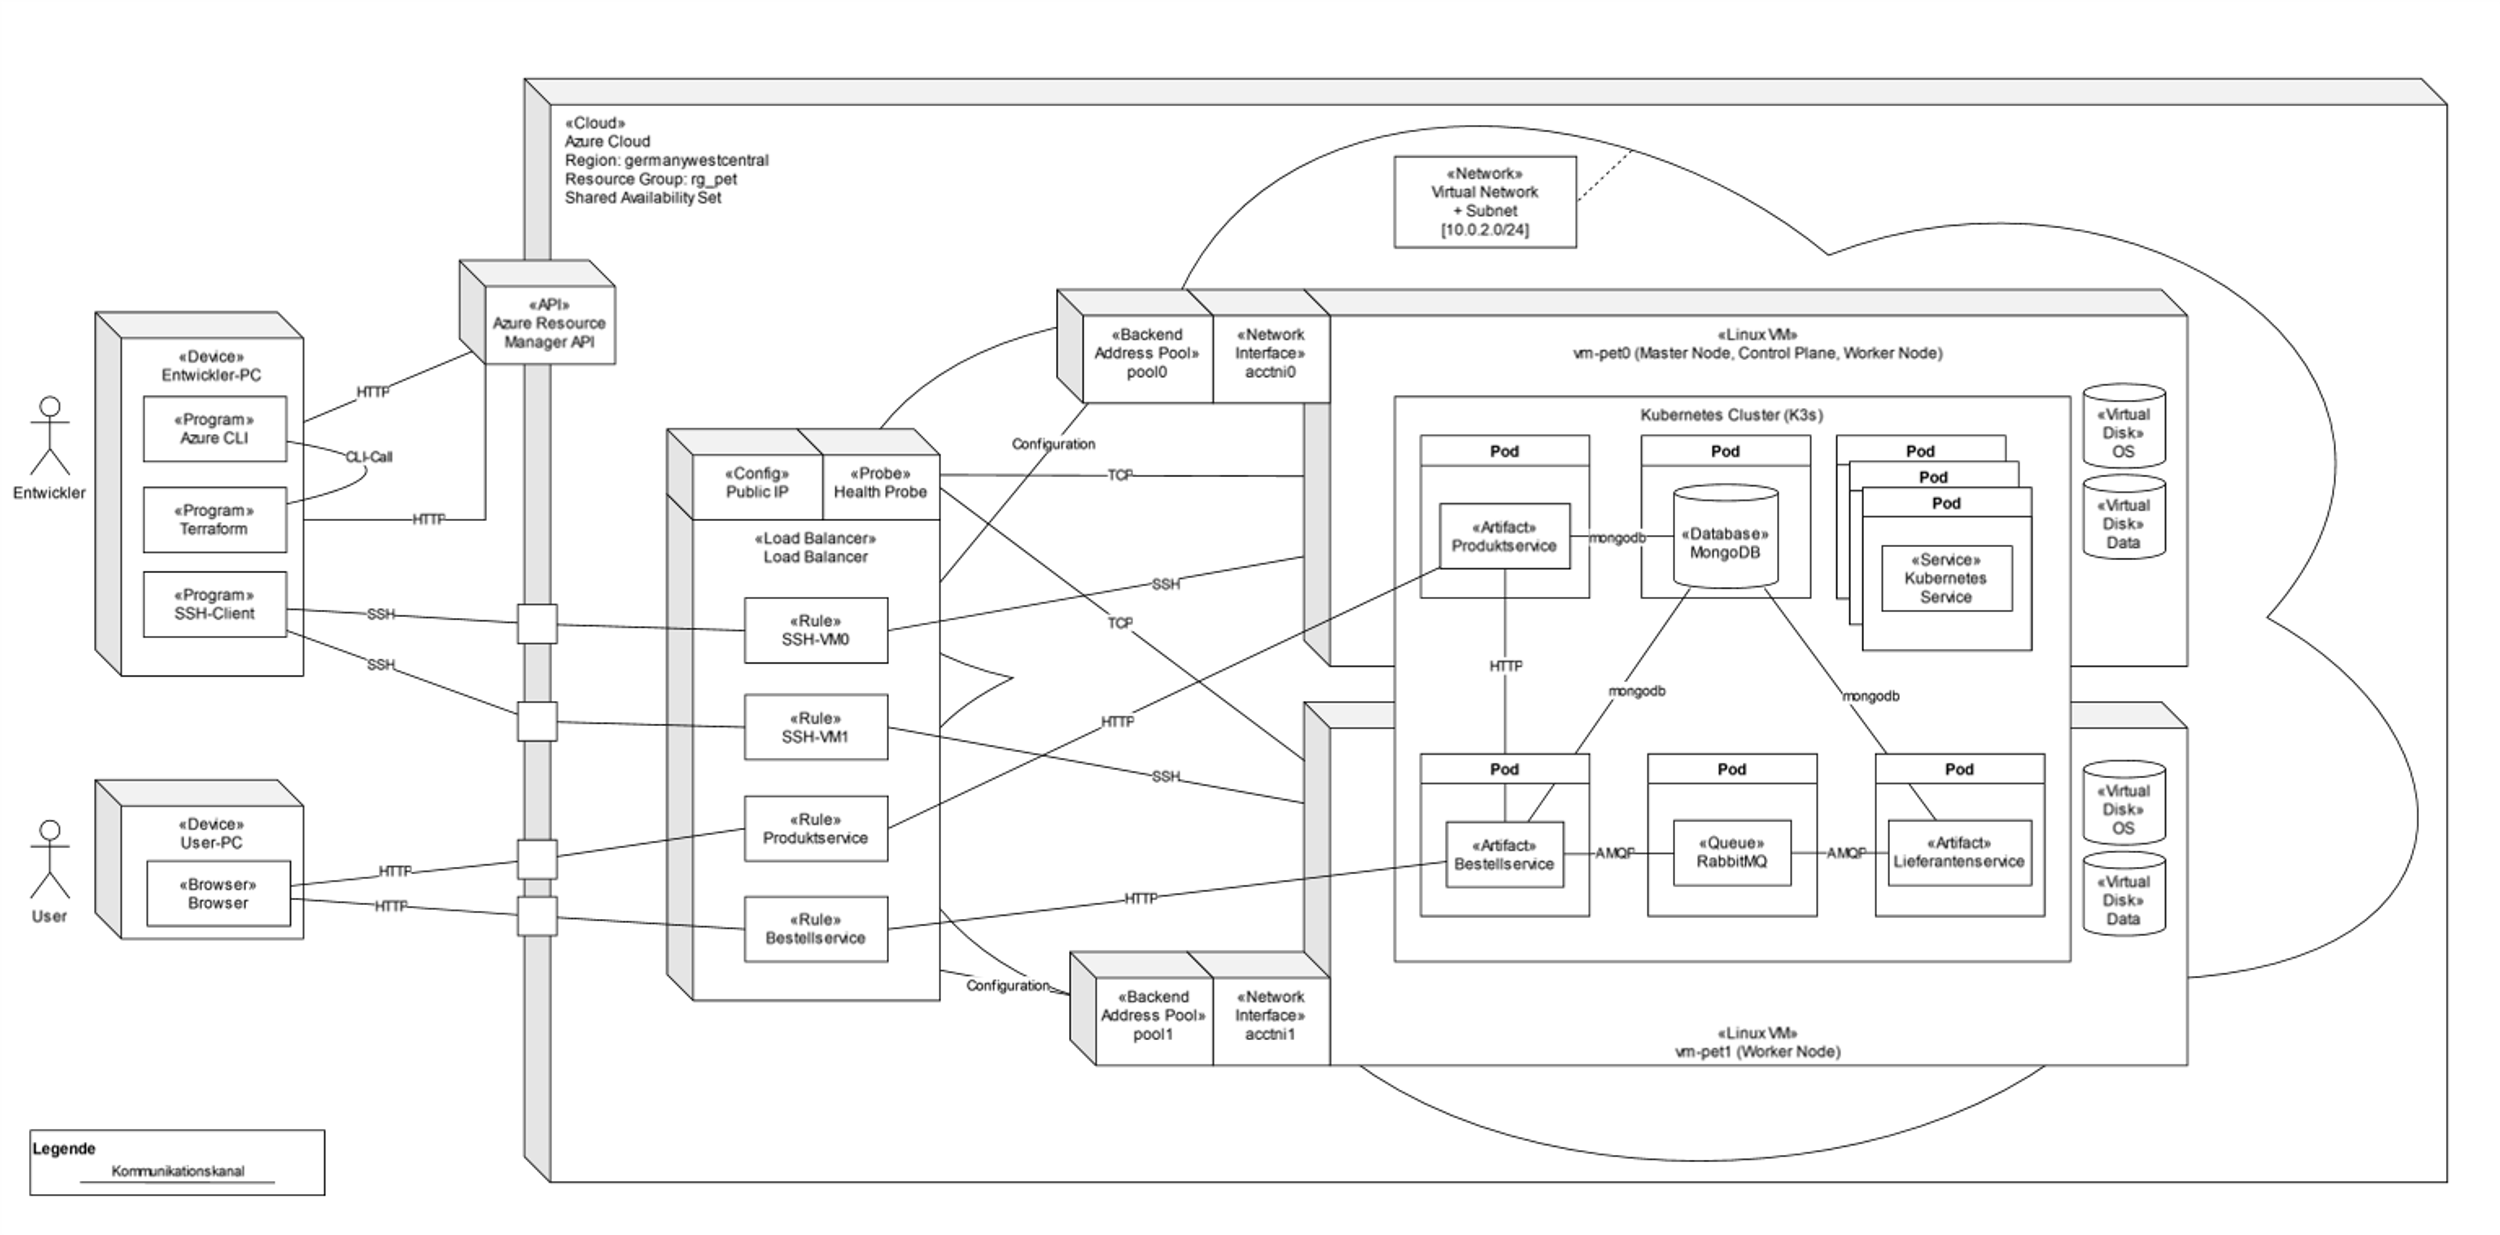 «Cloud»
Azure Cloud
Region: germanywestcentral
Resource Group: rg_pet
Shared Availability Set
«Network»
Virtual Network
+ Subnet
[10.0.2.0/24]
«API»
Azure Resource
Manager API
Entwickler
«Device»
Entwickler-PC
«Program»
Azure CLI
CLI-Call
«Program»
Terraform
«Program»
SSH-Client
HTTP
HTTP
SSH
SSH
User
«Device»
User-PC
«Browser»
Browser
HTTP
HTTP
«Config»
Public IP
«Probe»
Health Probe
«Load Balancer»
Load Balancer
«Rule»
SSH-VM0
«Rule»
SSH-VM1
«Rule»
Produktservice
«Rule»
Bestellservice
Configuration
TCP
SSH
TCP
HTTP
SSH
HTTP
Configuration
«Backend
Address Pool»
pool0
«Network
Interface»
acctni0
«Linux VM»
vm-pet0 (Master Node, Control Plane, Worker Node)
Kubernetes Cluster (K3s)
Pod
«Artifact»
Produktservice
mongodb
Pod
«Database»
MongoDB
Pod
Pod
Pod
«Service»
Kubernetes
Service
«Virtual
Disk»
OS
«Virtual
Disk»
Data
HTTP
mongodb
mongodb
Pod
«Artifact»
Bestellservice
AMQP
Pod
«Queue»
RabbitMQ
AMQP
Pod
«Artifact»
Lieferantenservice
«Virtual
Disk»
OS
«Virtual
Disk»
Data
«Backend
Address Pool»
pool1
«Network
Interface»
acctni1
«Linux VM»
vm-pet1 (Worker Node)
Legende
Kommunikationskanal